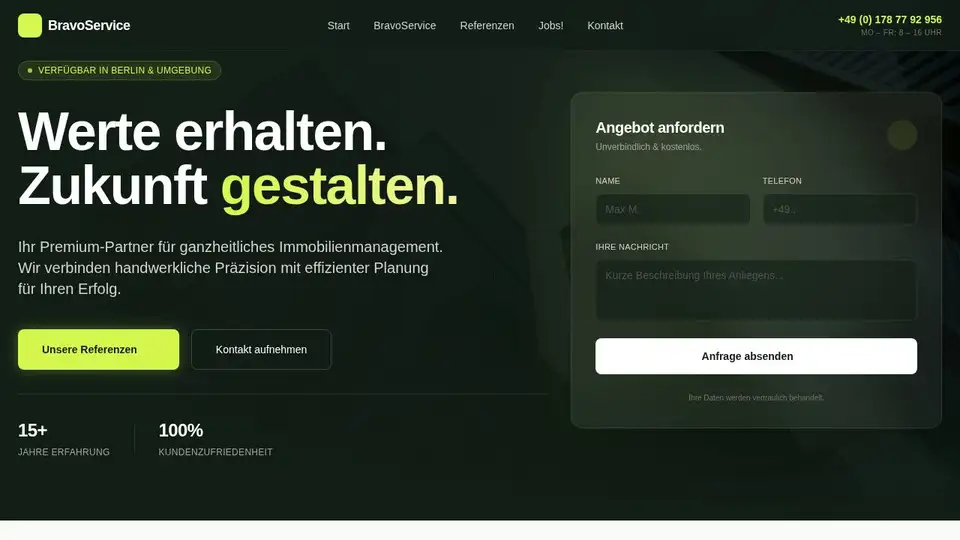 BravoService
Start
BravoService
Referenzen
Jobs!
Kontakt
+49 (0) 178 77 92 956
MO – FR: 8 – 16 UHR
VERFÜGBAR IN BERLIN & UMGEBUNG
Werte erhalten.
Zukunft gestalten.
Ihr Premium-Partner für ganzheitliches Immobilienmanagement.
Wir verbinden handwerkliche Präzision mit effizienter Planung
für Ihren Erfolg.
Unsere Referenzen
Kontakt aufnehmen
15+
JAHRE ERFAHRUNG
100%
KUNDENZUFRIEDENHEIT
Angebot anfordern
Unverbindlich & kostenlos.
NAME
TELEFON
Max M.
+49...
IHRE NACHRICHT
Kurze Beschreibung Ihres Anliegens...
Anfrage absenden
Ihre Daten werden vertraulich behandelt.